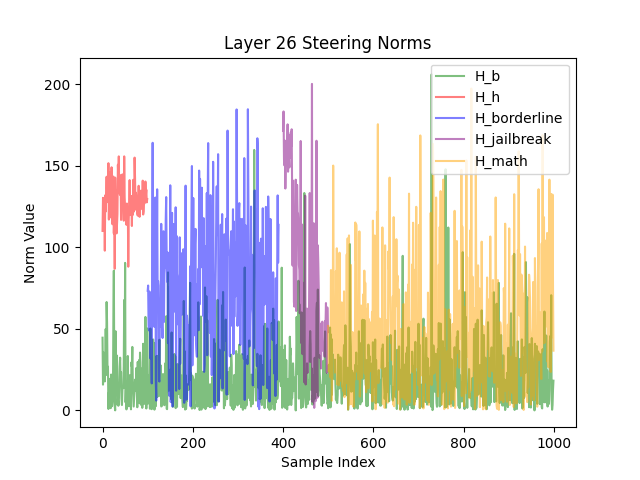 Layer 26 Steering Norms
H_b
H_h
H_borderline
H_jailbreak
H_math
200
150
100
50
0
Norm Value
0 200 400 600 800 1000
Sample Index